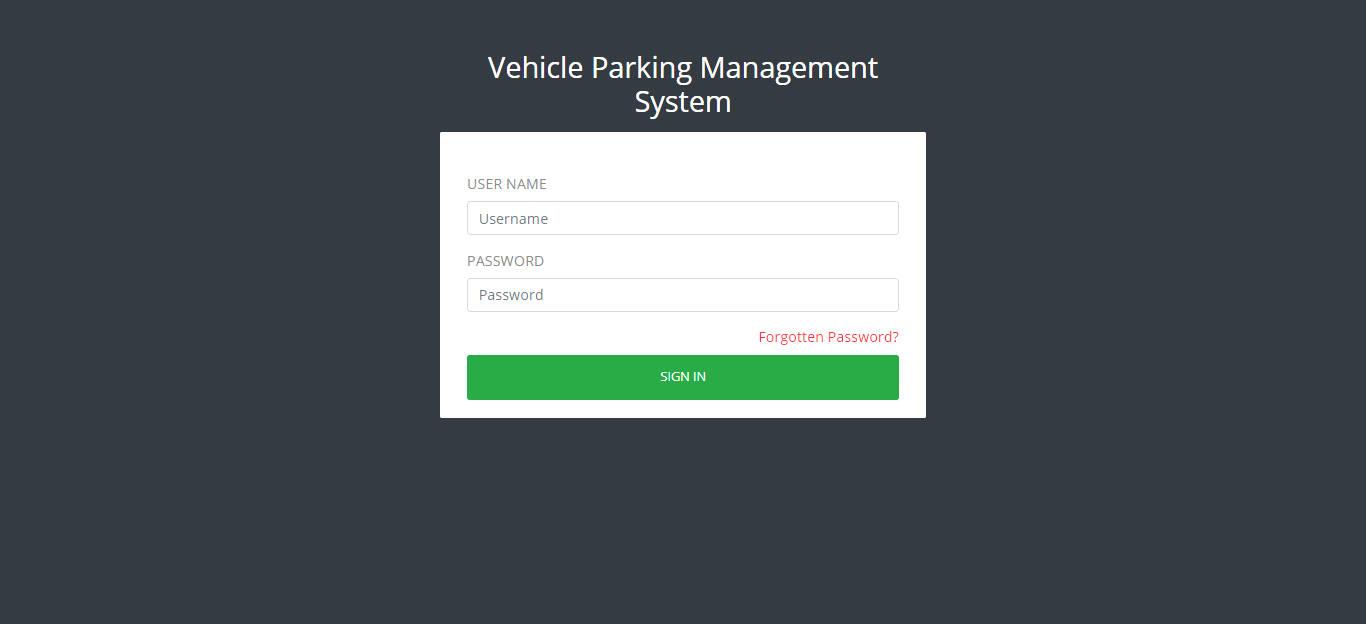 Vehicle Parking Management
System
USER NAME
Username
PASSWORD
Password
Forgotten Password?
SIGN IN